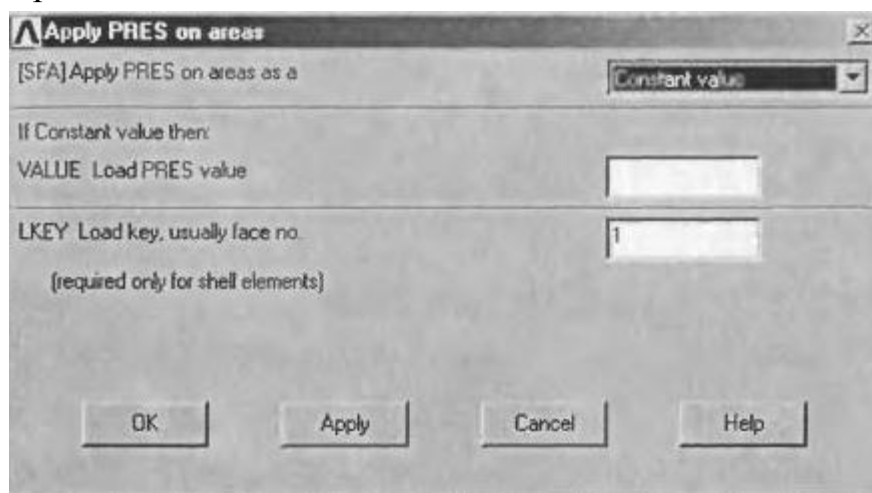 Apply PRES on areas
[SFA] Apply PRES on areas as a
Constant value
If Constant value then:
VALUE Load PRES value
LKEY Load key, usually face no.
1
(required only for shell elements)
OK Apply Cancel Help